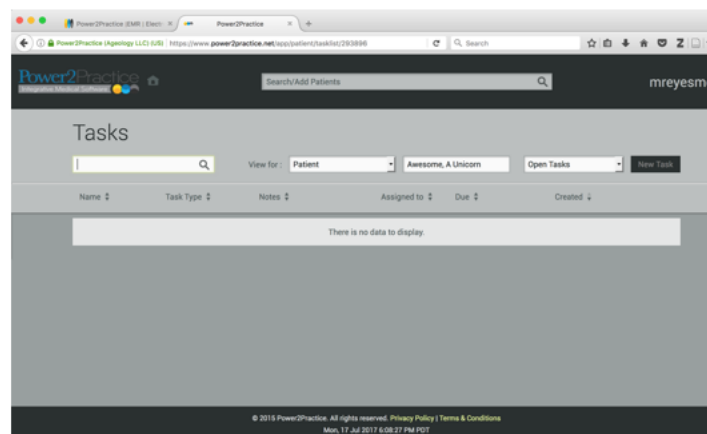 Power2Practice |EMR | Electr
Power2Practice
Power2Practice (Ageology LLC) (US)
https://www.power2practice.net/app/patient/tasklist/293896
Search
Power2Practice
Integrative Medical Software
Search/Add Patients
mreyesm
Tasks
View for :
Patient
Awesome, A Unicorn
Open Tasks
New Task
Name
Task Type
Notes
Assigned to
Due
Created
There is no data to display.
© 2015 Power2Practice. All rights reserved. Privacy Policy | Terms & Conditions
Mon, 17 Jul 2017 6:08:27 PM PDT